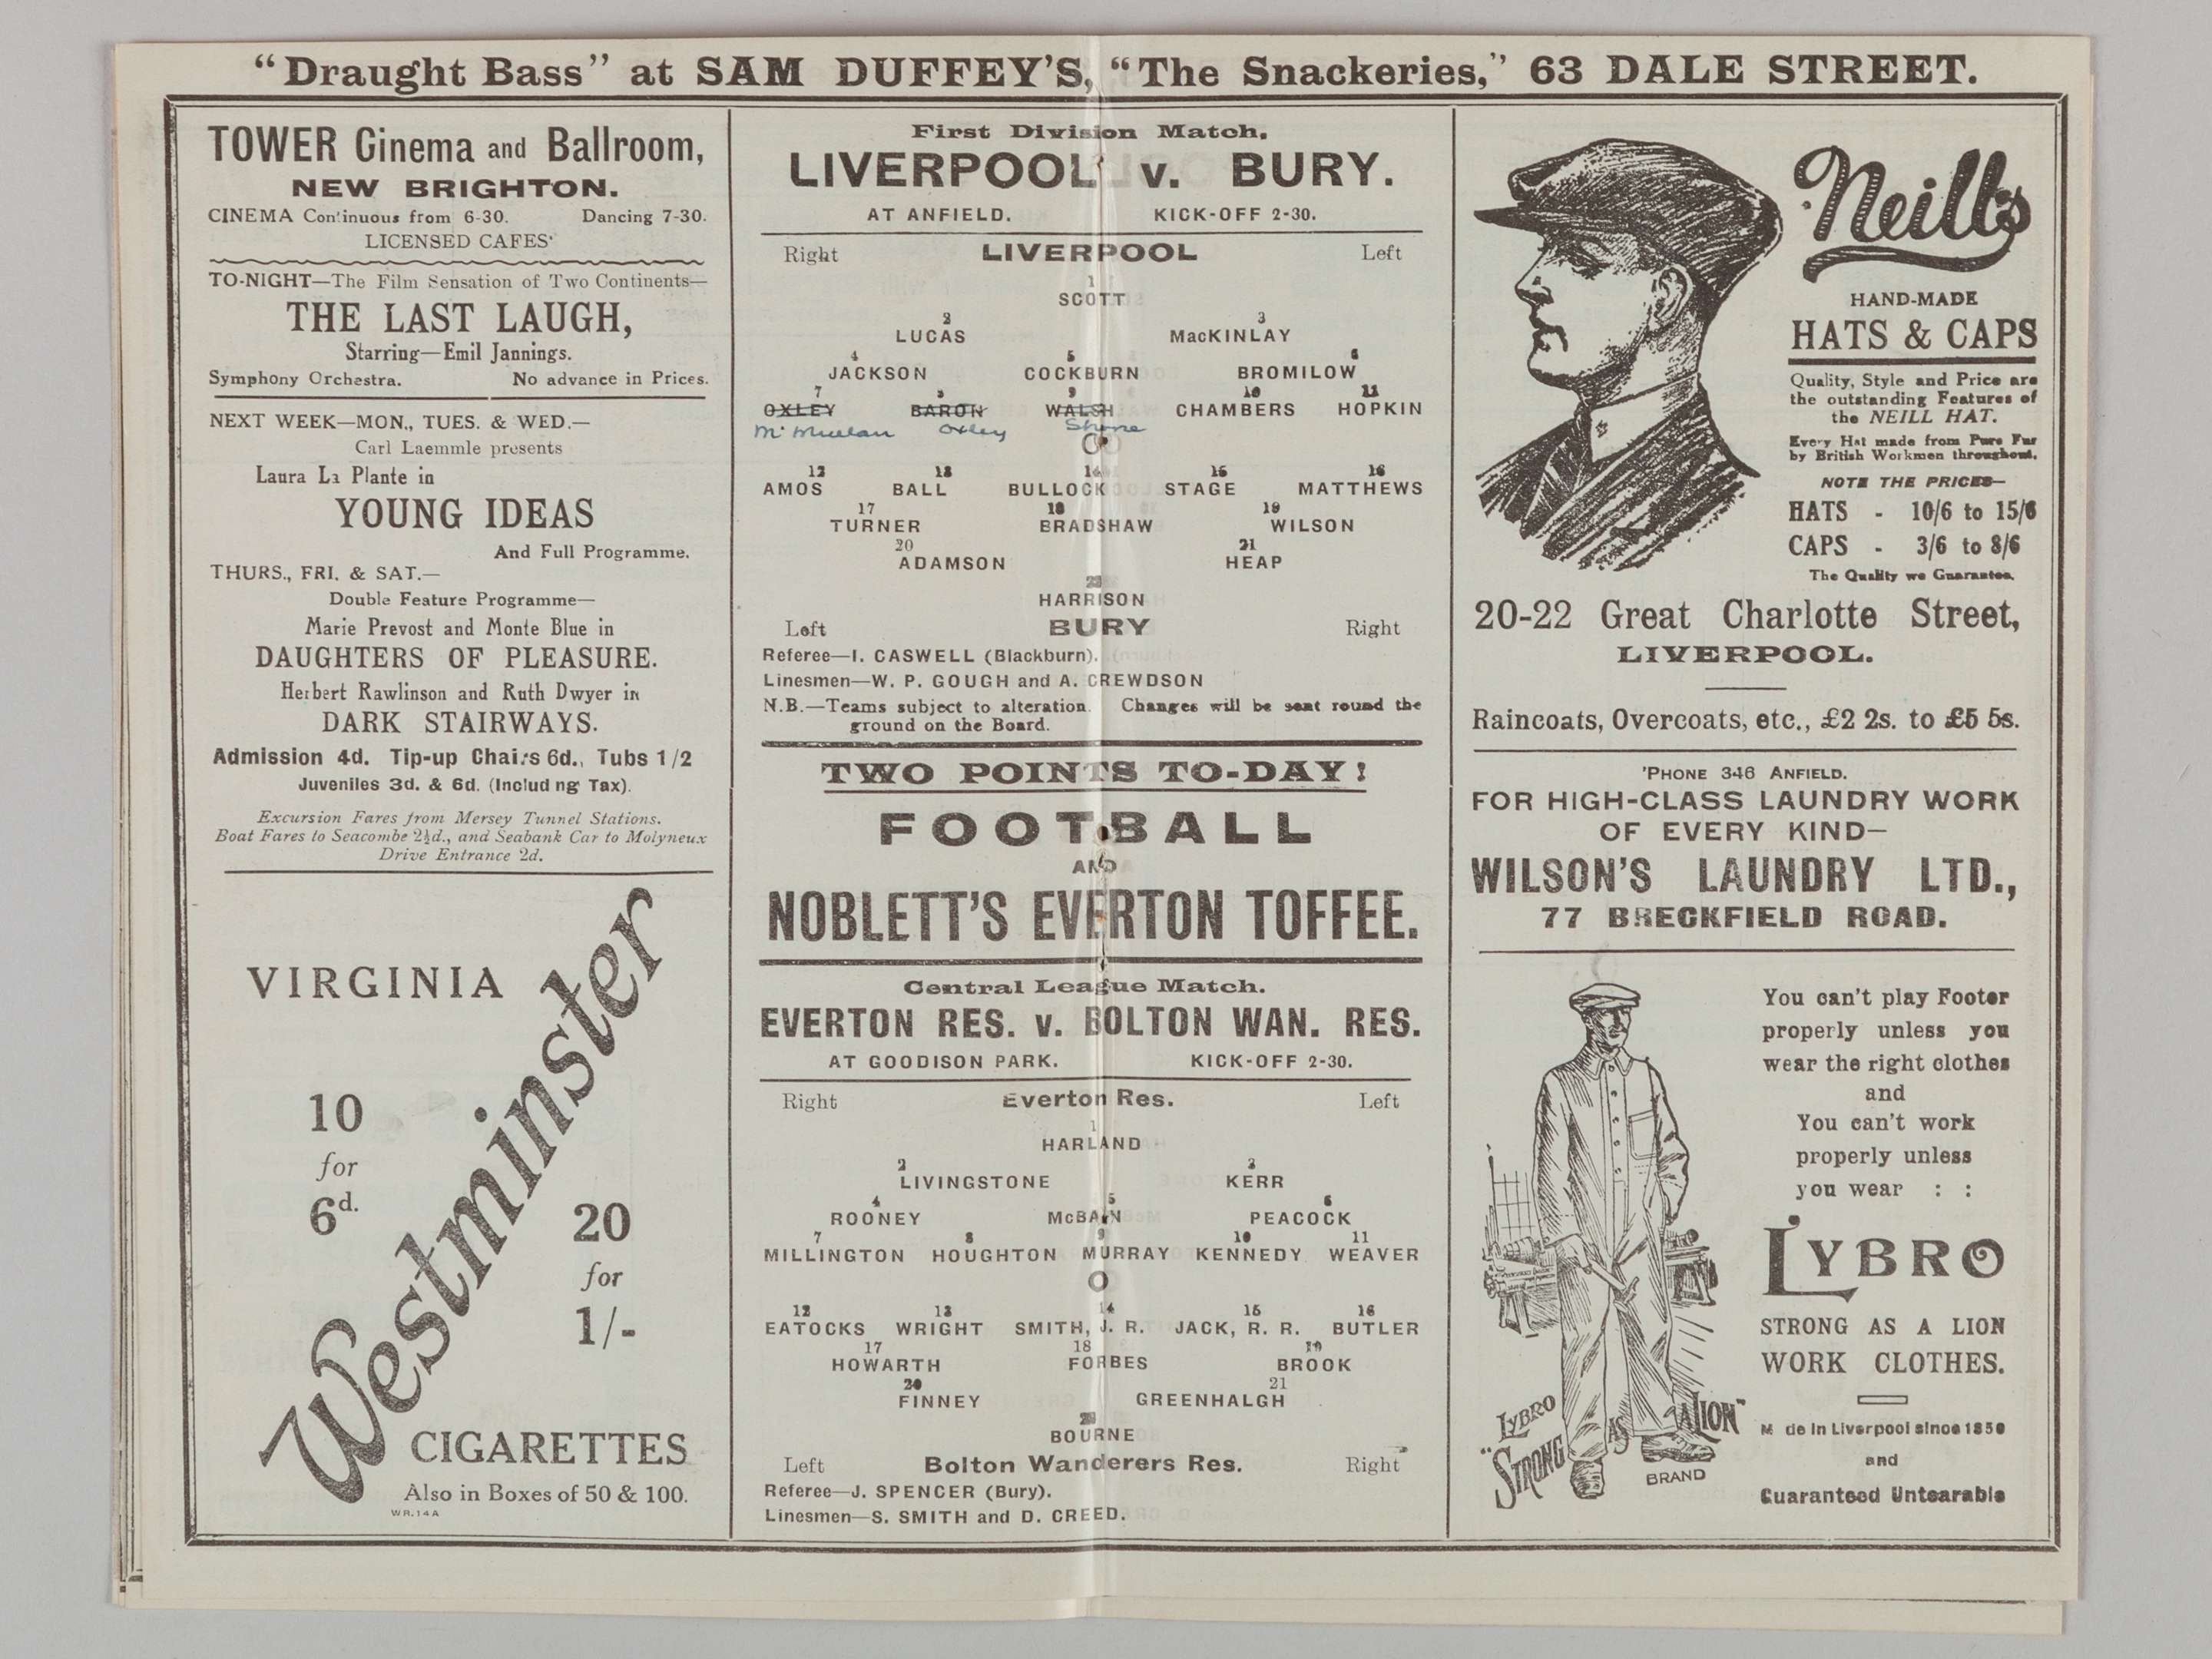 "Draught Bass" at SAM DUFFEY'S, "The Snackeries," 63 DALE STREET.
TOWER Cinema and Ballroom,
NEW BRIGHTON.
CINEMA Continuous from 6-30. Dancing 7-30.
LICENSED CAFES'
TO-NIGHT—The Film Sensation of Two Continents—
THE LAST LAUGH,
Starring—Emil Jannings.
Symphony Orchestra. No advance in Prices.
NEXT WEEK—MON., TUES. & WED.—
Carl Laemmle presents
Laura La Plante in
YOUNG IDEAS
And Full Programme.
THURS., FRI. & SAT.—
Double Feature Programme—
Marie Prevost and Monte Blue in
DAUGHTERS OF PLEASURE.
Herbert Rawlinson and Ruth Dwyer in
DARK STAIRWAYS.
Admission 4d. Tip-up Chairs 6d., Tubs 1/2
Juveniles 3d. & 6d. (Includ ng Tax).
Excursion Fares from Mersey Tunnel Stations.
Boat Fares to Seacombe 2½d., and Seabank Car to Molyneux
Drive Entrance 2d.
VIRGINIA
Westminster
10
for
6d.
20
for
1/-
CIGARETTES
Also in Boxes of 50 & 100.
WR.14A
First Division Match,
LIVERPOOL v. BURY.
AT ANFIELD. KICK-OFF 2-30.
Right LIVERPOOL Left
1
SCOTT
2 3
LUCAS MacKINLAY
4 5 6
JACKSON COCKBURN BROMILOW
7 8 9 10 11
OXLEY BARON WALSH CHAMBERS HOPKIN
Mc Mullan Oxley Shone
12 13 14 15 16
AMOS BALL BULLOCK STAGE MATTHEWS
17 18 19
TURNER BRADSHAW WILSON
20 21
ADAMSON HEAP
22
HARRISON
Left BURY Right
Referee—I. CASWELL (Blackburn).
Linesmen—W. P. GOUGH and A. CREWDSON
N.B.—Teams subject to alteration. Changes will be sent round the
ground on the Board.
TWO POINTS TO-DAY!
FOOTBALL
AND
NOBLETT'S EVERTON TOFFEE.
Central League Match.
EVERTON RES. v. BOLTON WAN. RES.
AT GOODISON PARK. KICK-OFF 2-30.
Right Everton Res. Left
1
HARLAND
2 3
LIVINGSTONE KERR
4 5 6
ROONEY McBAIN PEACOCK
7 8 9 10 11
MILLINGTON HOUGHTON MURRAY KENNEDY WEAVER
12 13 14 15 16
EATOCKS WRIGHT SMITH, J. R. JACK, R. R. BUTLER
17 18 19
HOWARTH FORBES BROOK
20 21
FINNEY GREENHALGH
22
BOURNE
Left Bolton Wanderers Res. Right
Referee—J. SPENCER (Bury).
Linesmen—S. SMITH and D. CREED.
Neill's
HAND-MADE
HATS & CAPS
Quality, Style and Price are
the outstanding Features of
the NEILL HAT.
Every Hat made from Pure Fur
by British Workmen throughout.
NOTE THE PRICES—
HATS - 10/6 to 15/6
CAPS - 3/6 to 8/6
The Quality we Guarantee.
20-22 Great Charlotte Street,
LIVERPOOL.
Raincoats, Overcoats, etc., £2 2s. to £5 5s.
'PHONE 346 ANFIELD.
FOR HIGH-CLASS LAUNDRY WORK
OF EVERY KIND—
WILSON'S LAUNDRY LTD.,
77 BRECKFIELD ROAD.
You can't play Footer
properly unless you
wear the right clothes
and
You can't work
properly unless
you wear : :
LYBRO
STRONG AS A LION
WORK CLOTHES.
M de in Liverpool since 1850
and
Guaranteed Untearable
LYBRO
"STRONG AS A LION"
BRAND